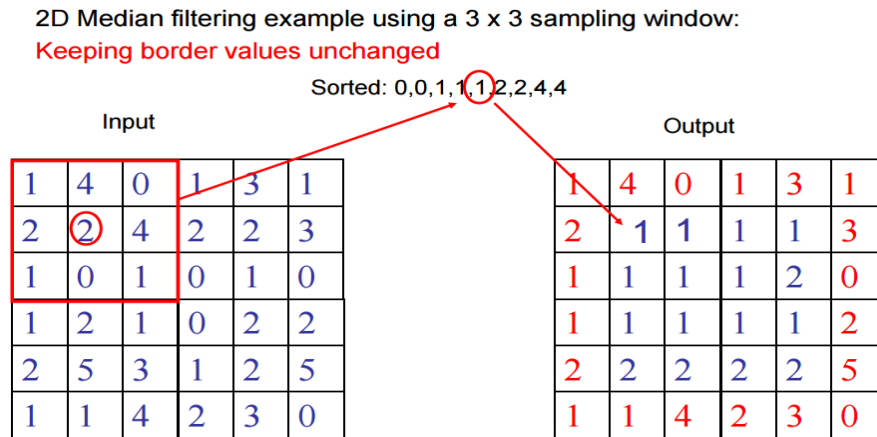 2D Median filtering example using a 3 x 3 sampling window:
Keeping border values unchanged
Sorted: 0,0,1,1,1,2,2,4,4
Input
Output
1 4 0 1 3 1
2 2 4 2 2 3
1 0 1 0 1 0
1 2 1 0 2 2
2 5 3 1 2 5
1 1 4 2 3 0
1 4 0 1 3 1
2 1 1 1 1 3
1 1 1 1 2 0
1 1 1 1 1 2
2 2 2 2 2 5
1 1 4 2 3 0